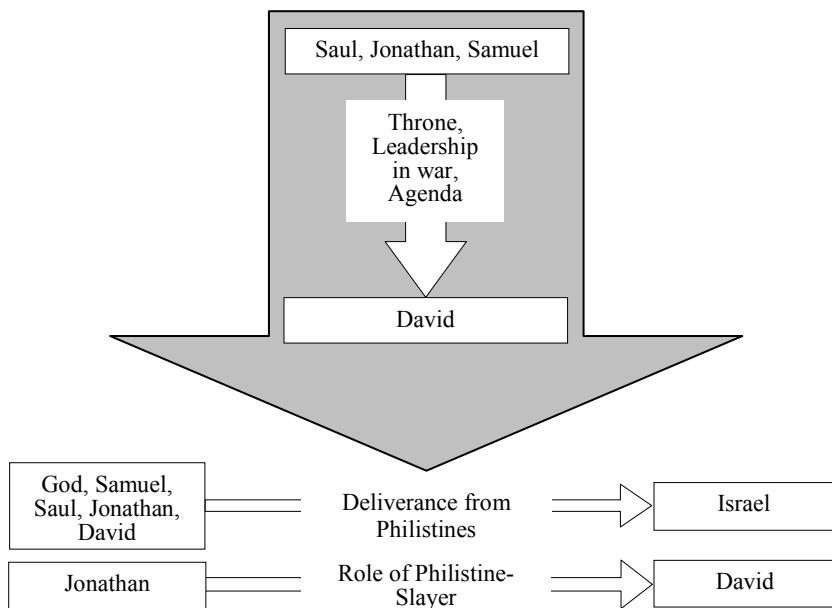 Saul, Jonathan, Samuel
Throne,
Leadership
in war,
Agenda
David
God, Samuel,
Saul, Jonathan,
David
Deliverance from
Philistines
Israel
Jonathan
Role of Philistine-
Slayer
David